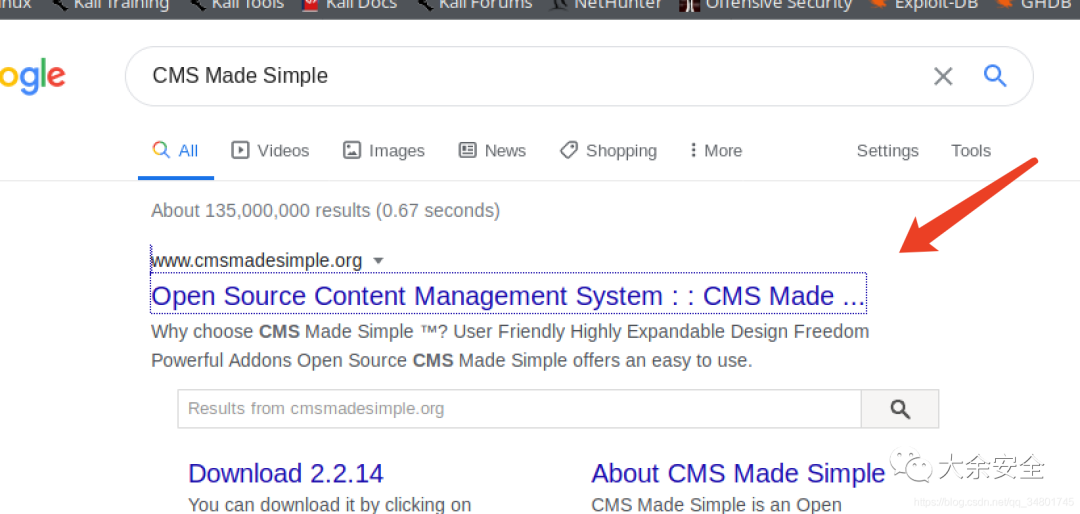 nux Kali Training Kali Tools Kali Docs Kali Forums NetHunter Offensive Security Exploit-DB GHDB
ogle CMS Made Simple
All Videos Images News Shopping More Settings Tools
About 135,000,000 results (0.67 seconds)
www.cmsmadesimple.org
Open Source Content Management System : : CMS Made ...
Why choose CMS Made Simple ™? User Friendly Highly Expandable Design Freedom
Powerful Addons Open Source CMS Made Simple offers an easy to use.
Results from cmsmadesimple.org
Download 2.2.14 About CMS Made Simple
大余安全
You can download it by clicking on CMS Made Simple is an Open
https://blog.csdn.net/qq_34801745